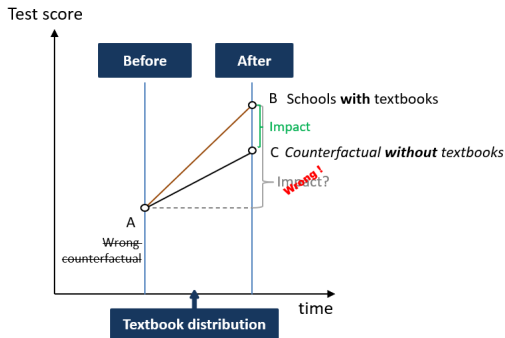 Test score
Before
After
B Schools with textbooks
Impact
C Counterfactual without textbooks
Impact?
Wrong !
A
Wrong
counterfactual
time
Textbook distribution